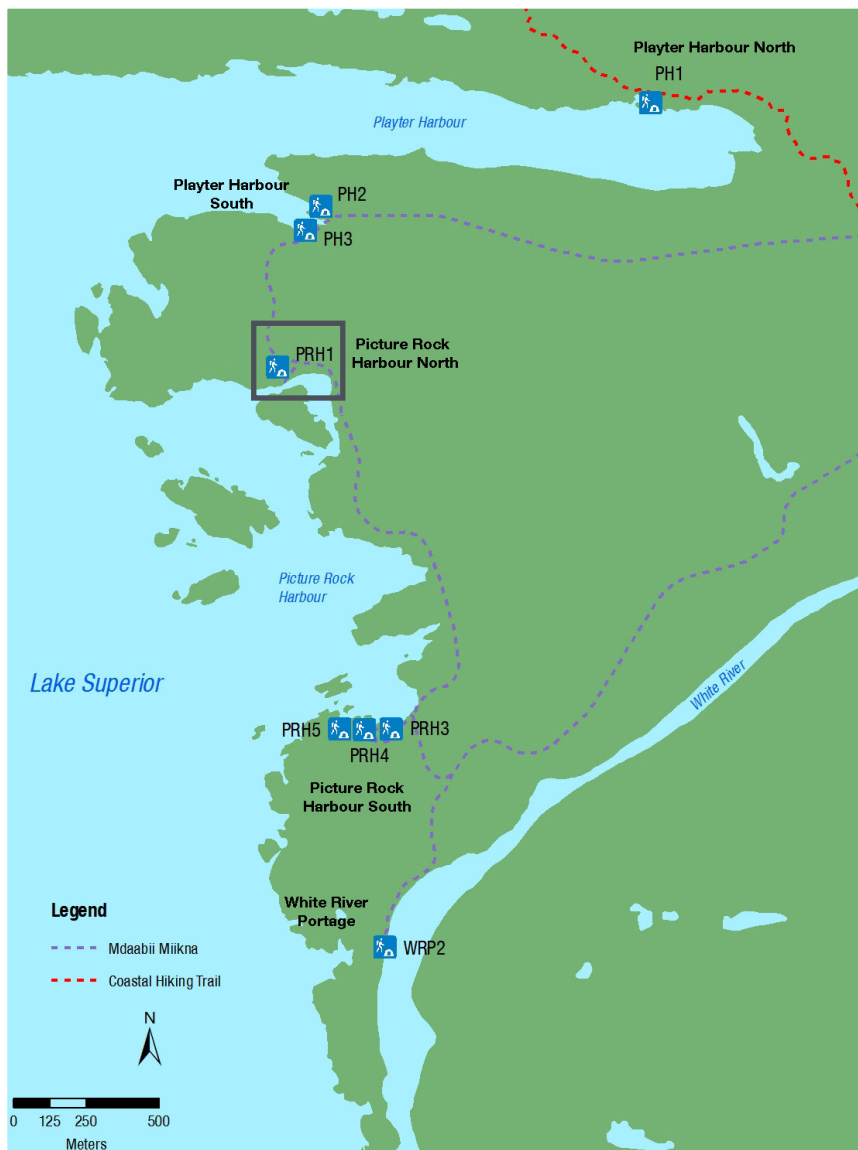 Playter Harbour North
PH1
Playter Harbour
Playter Harbour
South
PH2
PH3
PRH1
Picture Rock
Harbour North
Picture Rock
Harbour
Lake Superior
White River
PRH5
PRH4
PRH3
Picture Rock
Harbour South
White River
Portage
WRP2
Legend
Mdaabii Miikna
Coastal Hiking Trail
N
0 125 250 500
Meters